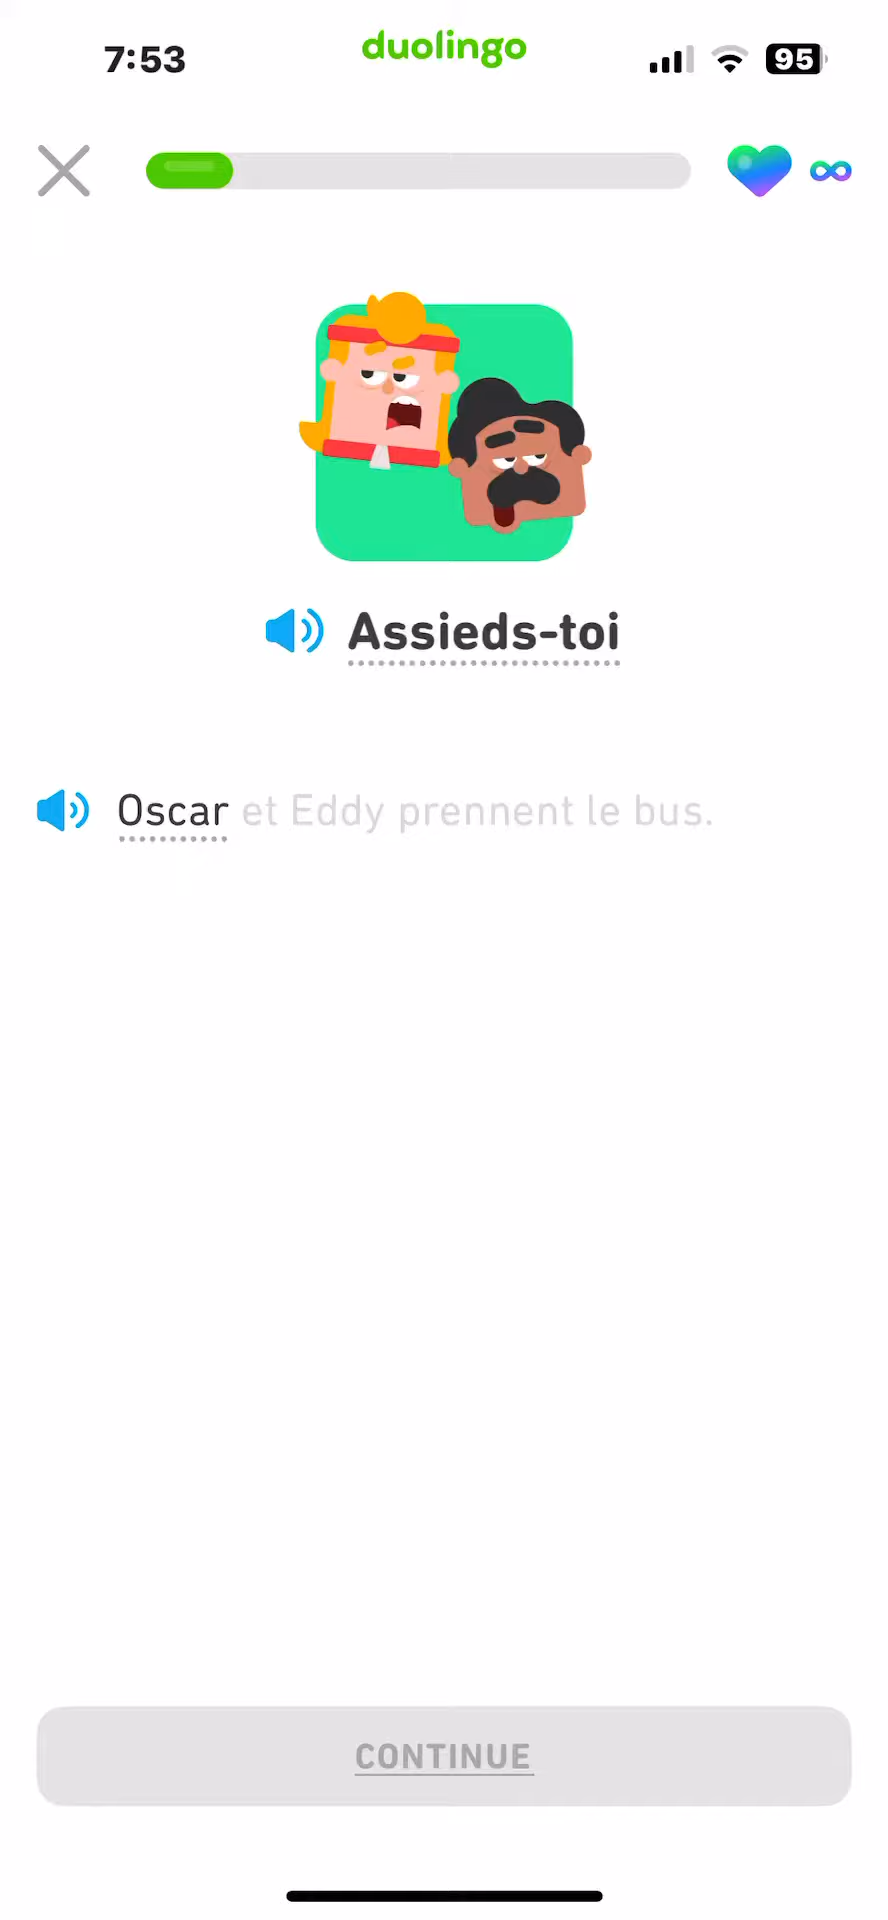 7:53
duolingo
95
Assieds-toi
Oscar et Eddy prennent le bus.
CONTINUE